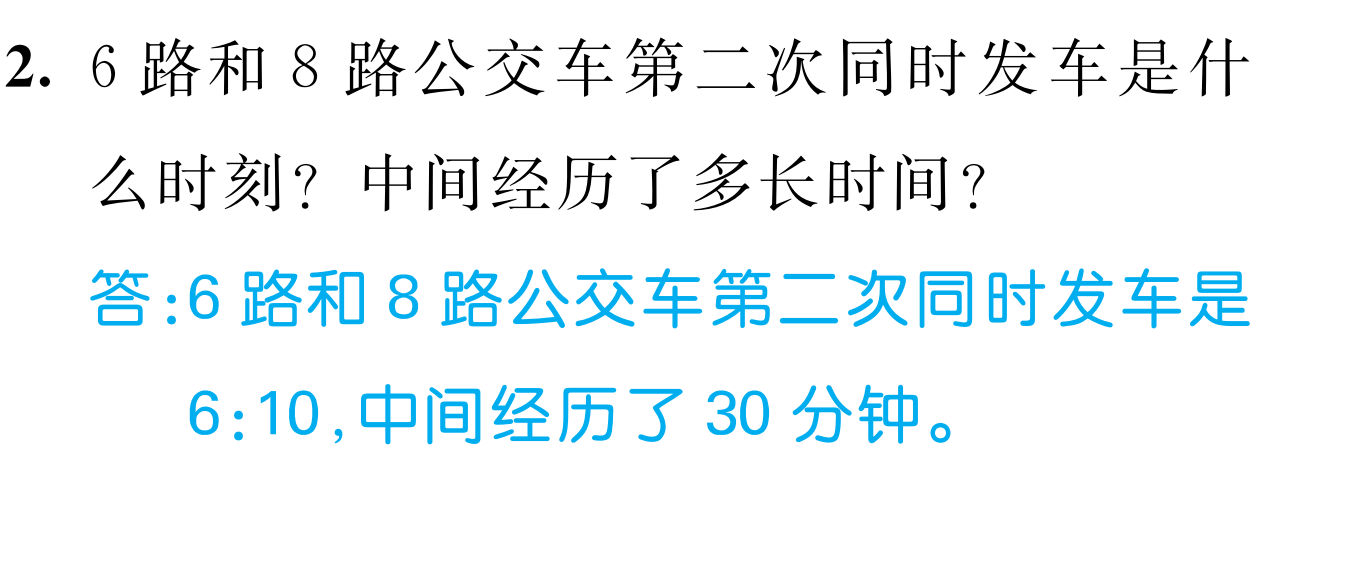 2. 6 路和 8 路公交车第二次同时发车是什
么时刻？中间经历了多长时间？
答:6 路和 8 路公交车第二次同时发车是
6:10,中间经历了 30 分钟。